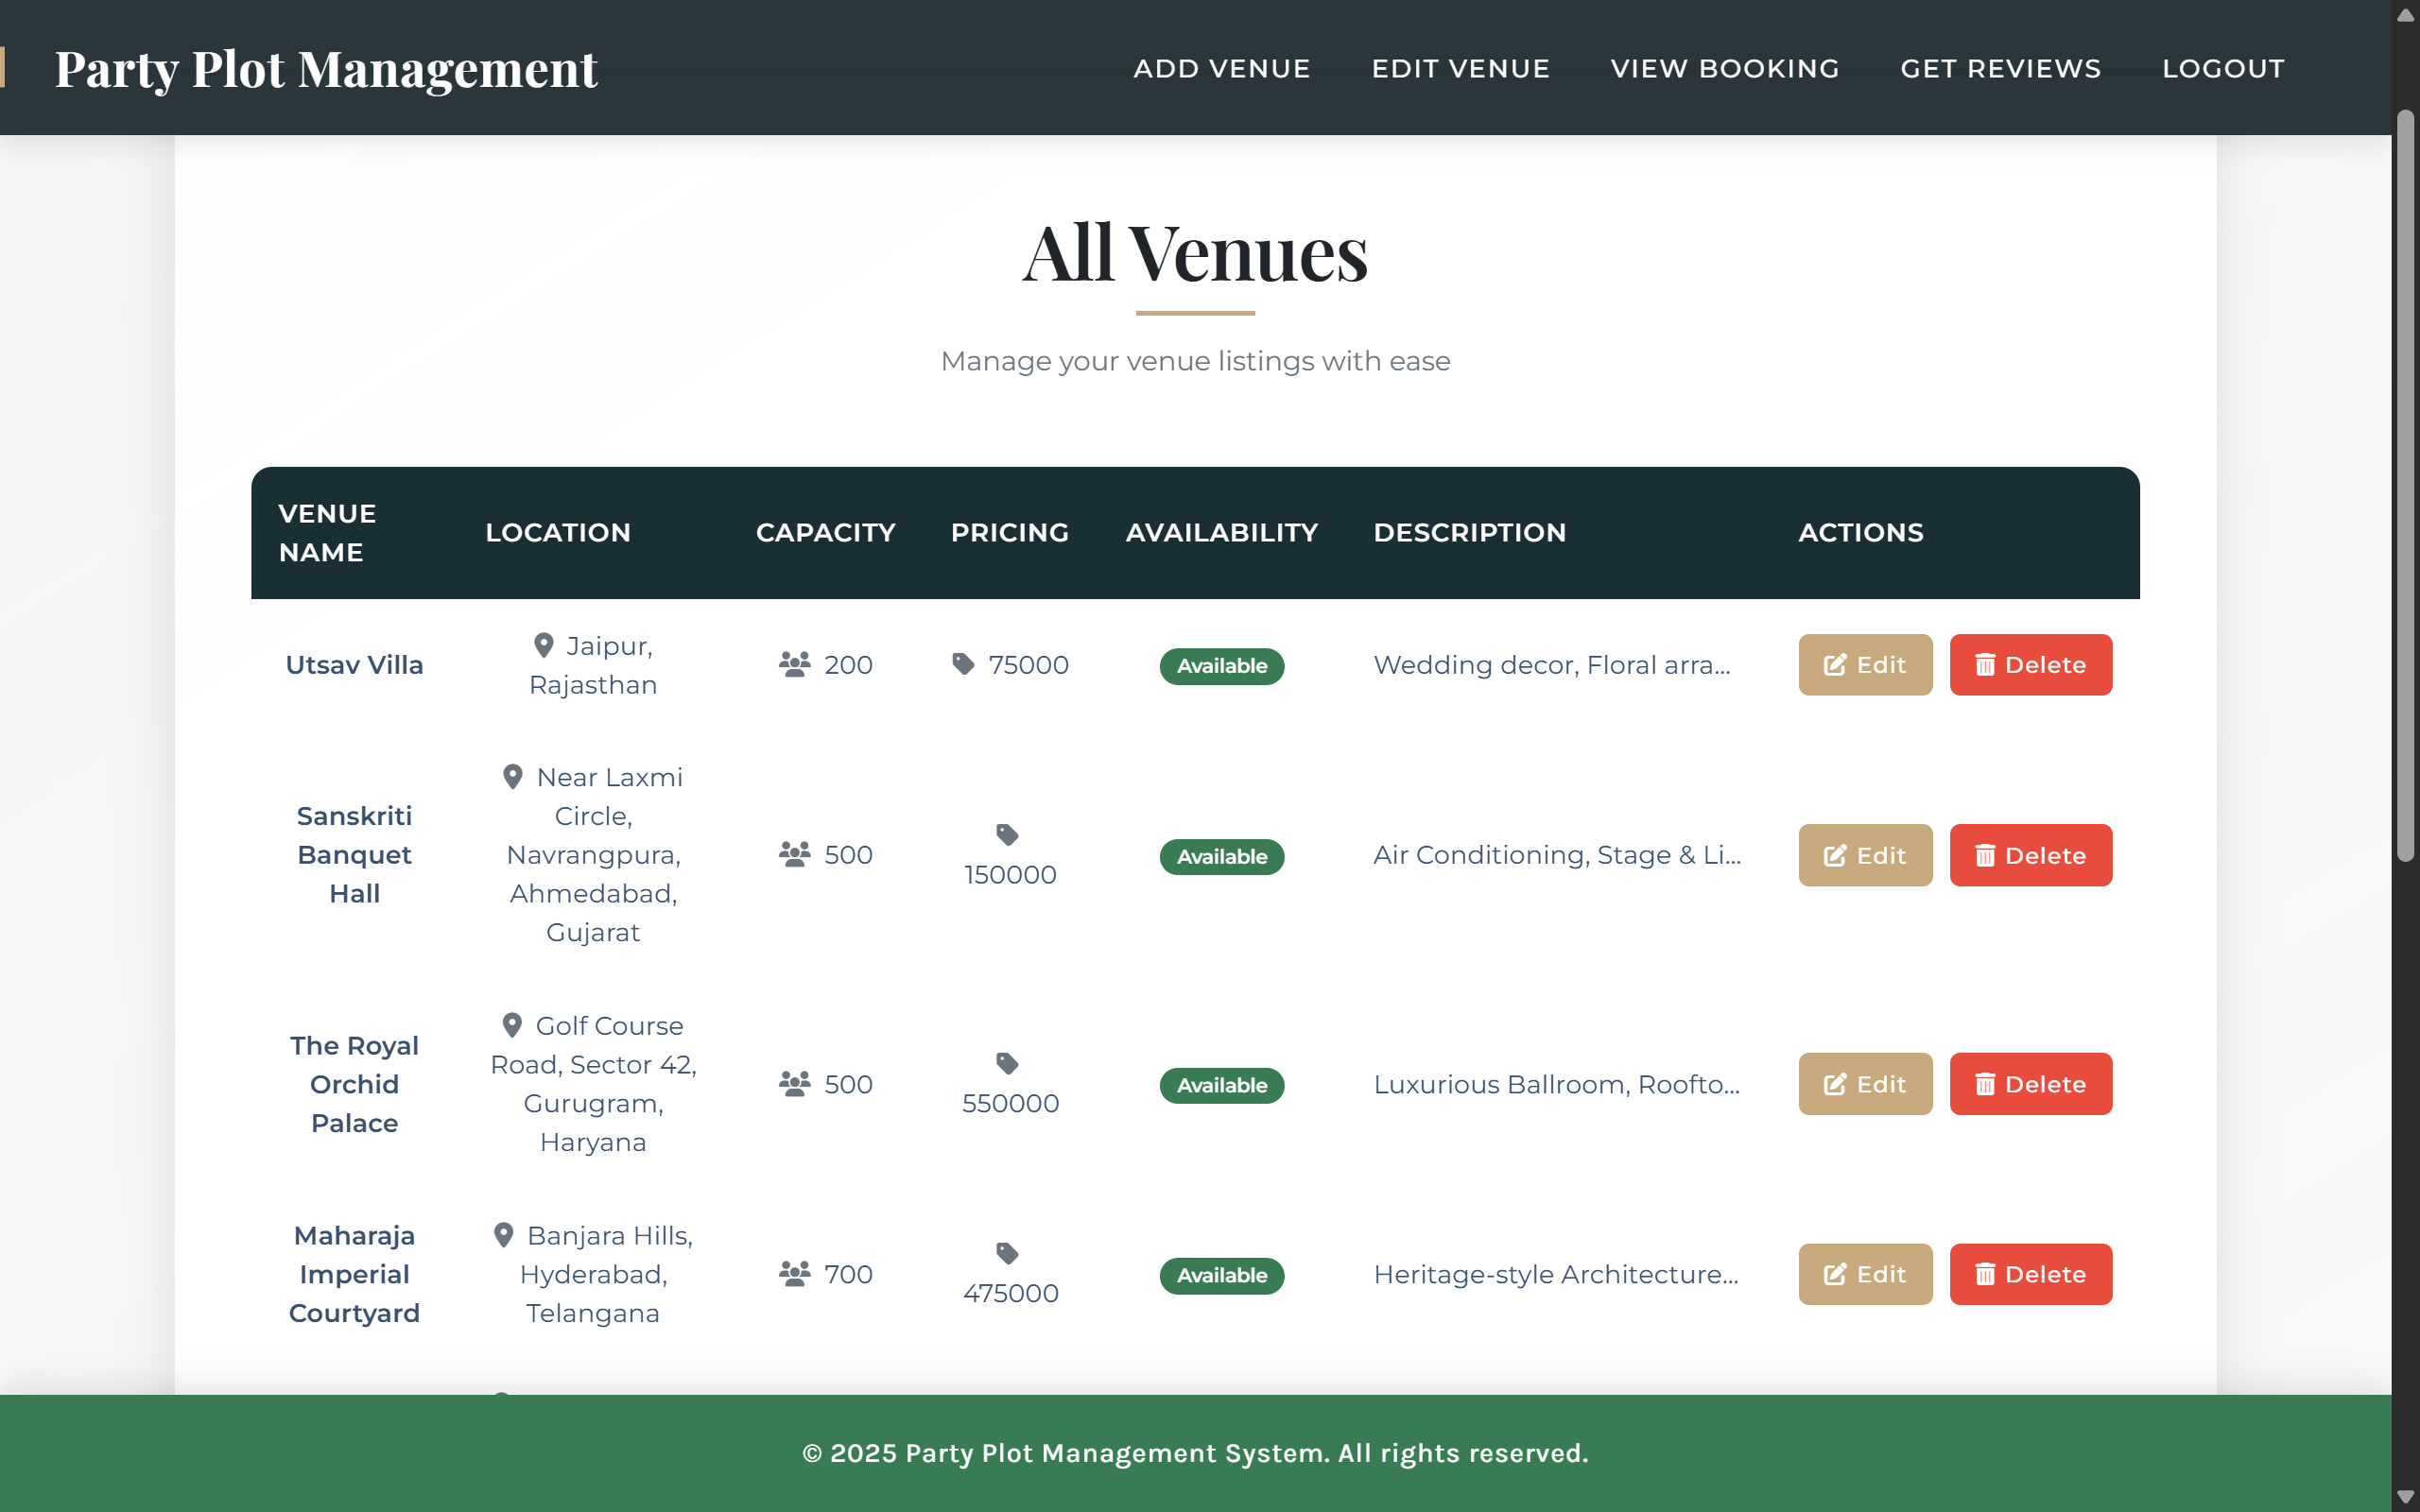 Party Plot Management
ADD VENUE
EDIT VENUE
VIEW BOOKING
GET REVIEWS
LOGOUT
All Venues
Manage your venue listings with ease
VENUE
NAME
LOCATION
CAPACITY
PRICING
AVAILABILITY
DESCRIPTION
ACTIONS
Utsav Villa
Jaipur,
Rajasthan
200
75000
Available
Wedding decor, Floral arra...
Edit
Delete
Sanskriti
Banquet
Hall
Near Laxmi
Circle,
Navrangpura,
Ahmedabad,
Gujarat
500
150000
Available
Air Conditioning, Stage & Li...
Edit
Delete
The Royal
Orchid
Palace
Golf Course
Road, Sector 42,
Gurugram,
Haryana
500
550000
Available
Luxurious Ballroom, Roofto...
Edit
Delete
Maharaja
Imperial
Courtyard
Banjara Hills,
Hyderabad,
Telangana
700
475000
Available
Heritage-style Architecture...
Edit
Delete
© 2025 Party Plot Management System. All rights reserved.